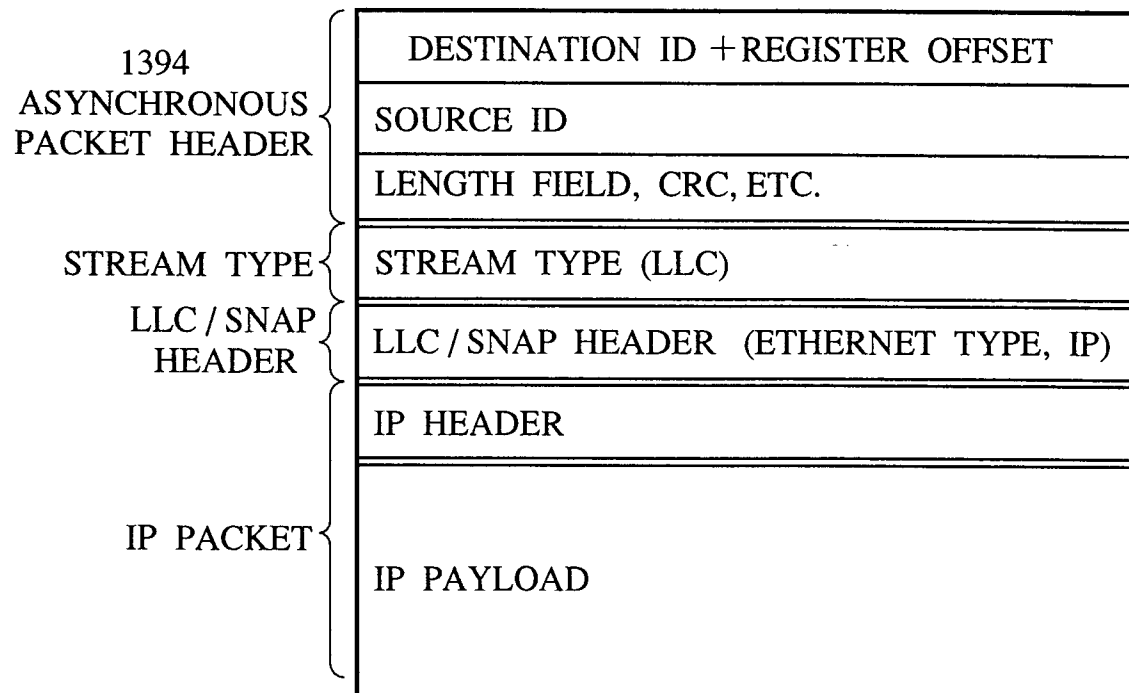 DESTINATION ID +REGISTER OFFSET
1394
ASYNCHRONOUS
PACKET HEADER
SOURCE ID
LENGTH FIELD, CRC, ETC.
STREAM TYPE
STREAM TYPE (LLC)
LLC / SNAP
HEADER
LLC / SNAP HEADER (ETHERNET TYPE, IP)
IP HEADER
IP PACKET
IP PAYLOAD